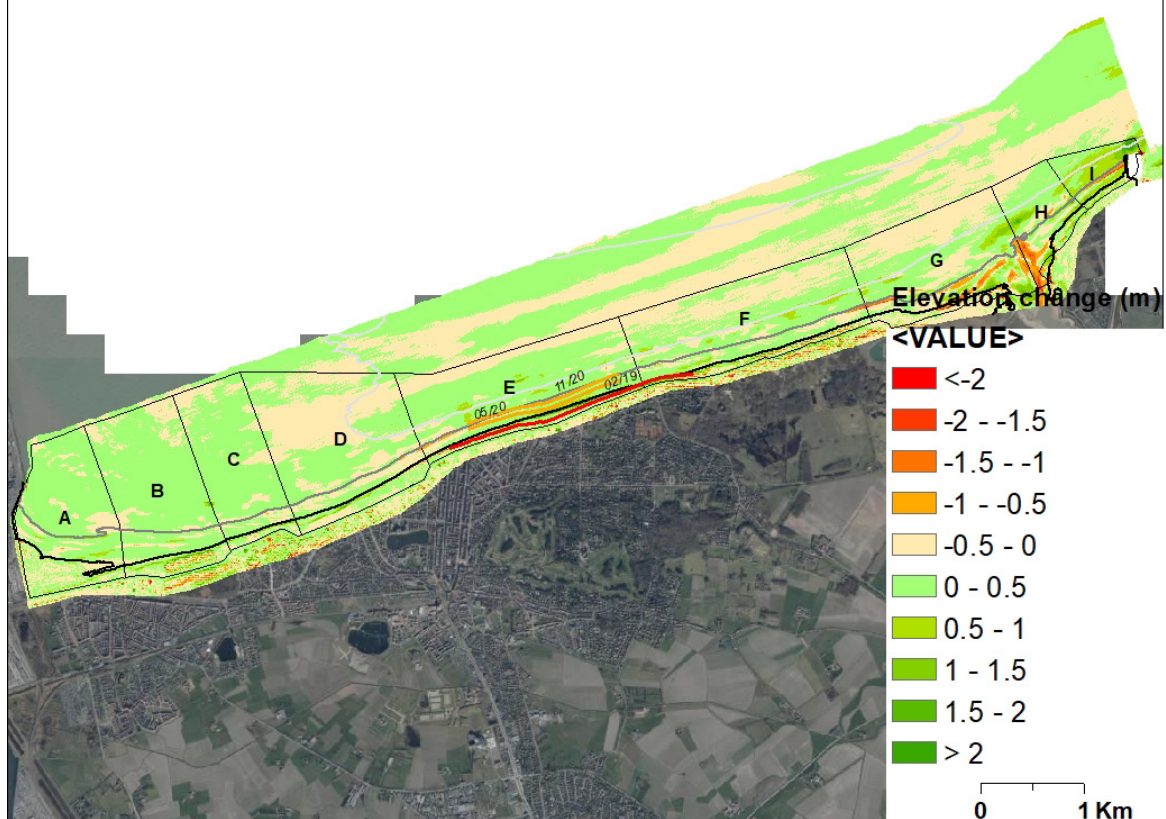 I
H
G
F
E
11/20
02/19
05/20
D
C
B
A
Elevation change (m)
<VALUE>
<-2
-2 - -1.5
-1.5 - -1
-1 - -0.5
-0.5 - 0
0 - 0.5
0.5 - 1
1 - 1.5
1.5 - 2
> 2
0 1 Km